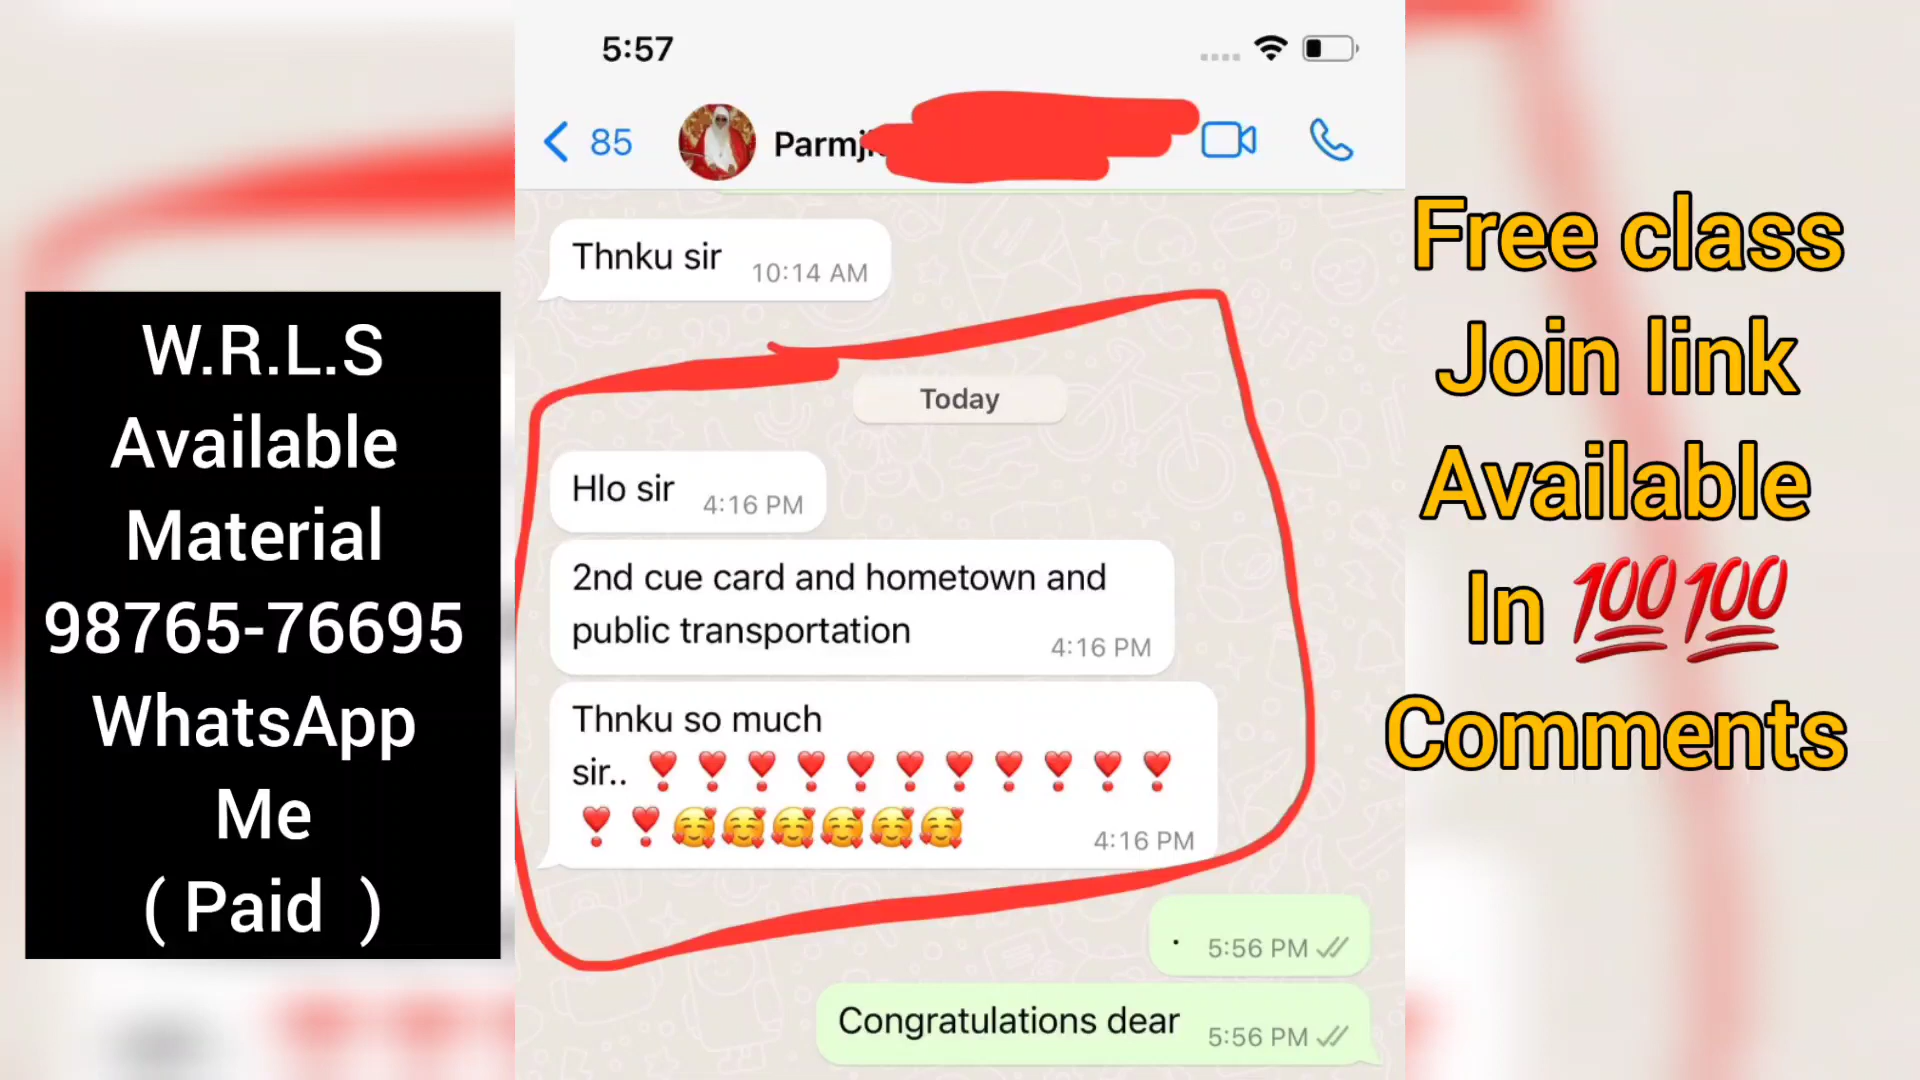 W.R.L.S
Available
Material
98765-76695
WhatsApp
Me
( Paid )
5:57
85
Thnku sir
10:14 AM
Today
Hlo sir
4:16 PM
2nd cue card and hometown and
public transportation
4:16 PM
Thnku so much
sir.. ❣️❣️❣️❣️❣️❣️❣️❣️❣️❣️❣️
❣️❣️🥰🥰🥰🥰🥰🥰
4:16 PM
.
5:56 PM
Congratulations dear
5:56 PM
Free class
Join link
Available
In 💯💯
Comments